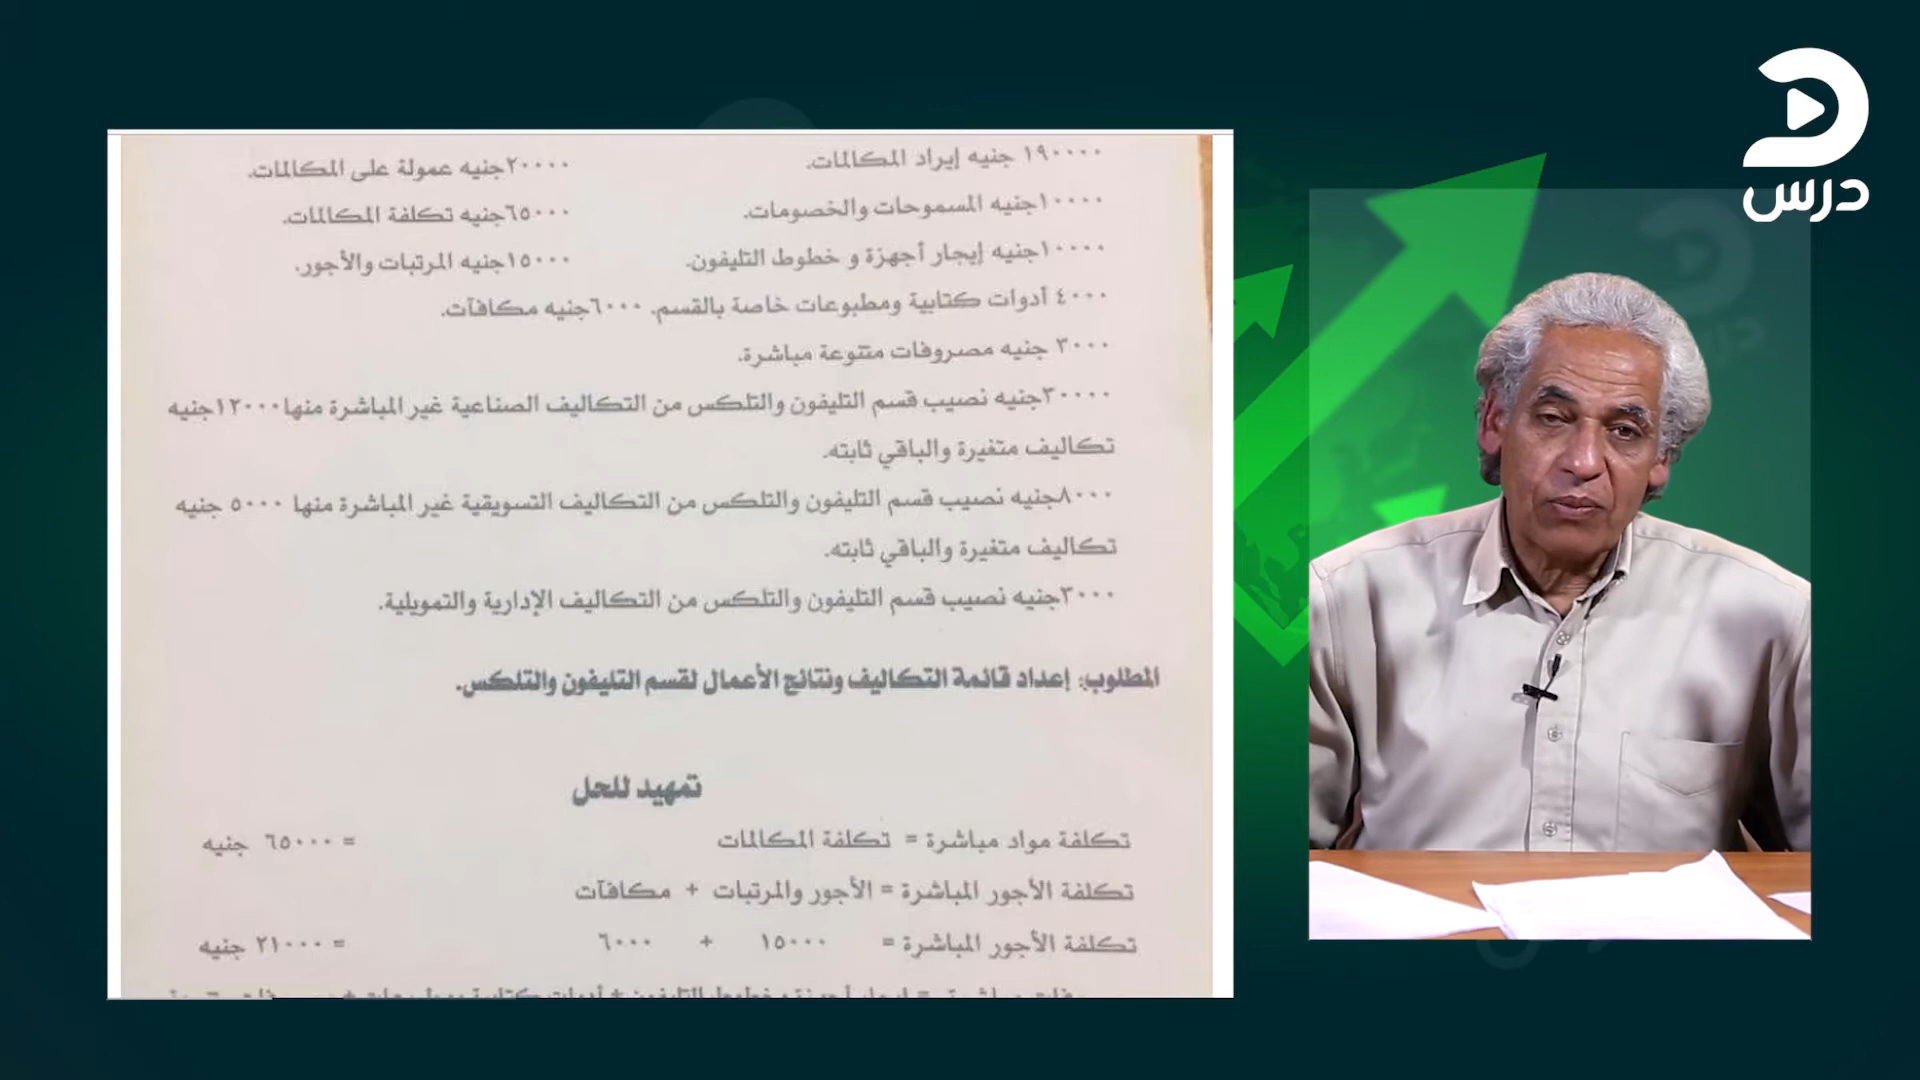 درس
١٩٠٠٠٠ جنيه إيراد المكالمات. ٢٠٠٠٠جنيه عمولة على المكالمات.
١٠٠٠٠جنيه المسموحات والخصومات. ٦٥٠٠٠جنيه تكلفة المكالمات.
١٠٠٠٠جنيه إيجار أجهزة و خطوط التليفون. ١٥٠٠٠جنيه المرتبات والأجور.
٤٠٠٠ أدوات كتابية ومطبوعات خاصة بالقسم. ٦٠٠٠جنيه مكافآت.
٣٠٠٠ جنيه مصروفات متنوعة مباشرة.
٣٠٠٠٠جنيه نصيب قسم التليفون والتلكس من التكاليف الصناعية غير المباشرة منها ١٢٠٠٠جنيه
تكاليف متغيرة والباقي ثابته.
٨٠٠٠جنيه نصيب قسم التليفون والتلكس من التكاليف التسويقية غير المباشرة منها ٥٠٠٠ جنيه
تكاليف متغيرة والباقي ثابته.
٣٠٠٠جنيه نصيب قسم التليفون والتلكس من التكاليف الإدارية والتمويلية.
المطلوب: إعداد قائمة التكاليف ونتائج الأعمال لقسم التليفون والتلكس.
تمهيد للحل
تكلفة مواد مباشرة = تكلفة المكالمات = ٦٥٠٠٠ جنيه
تكلفة الأجور المباشرة = الأجور والمرتبات + مكافآت
تكلفة الأجور المباشرة = ١٥٠٠٠ + ٦٠٠٠ = ٢١٠٠٠ جنيه